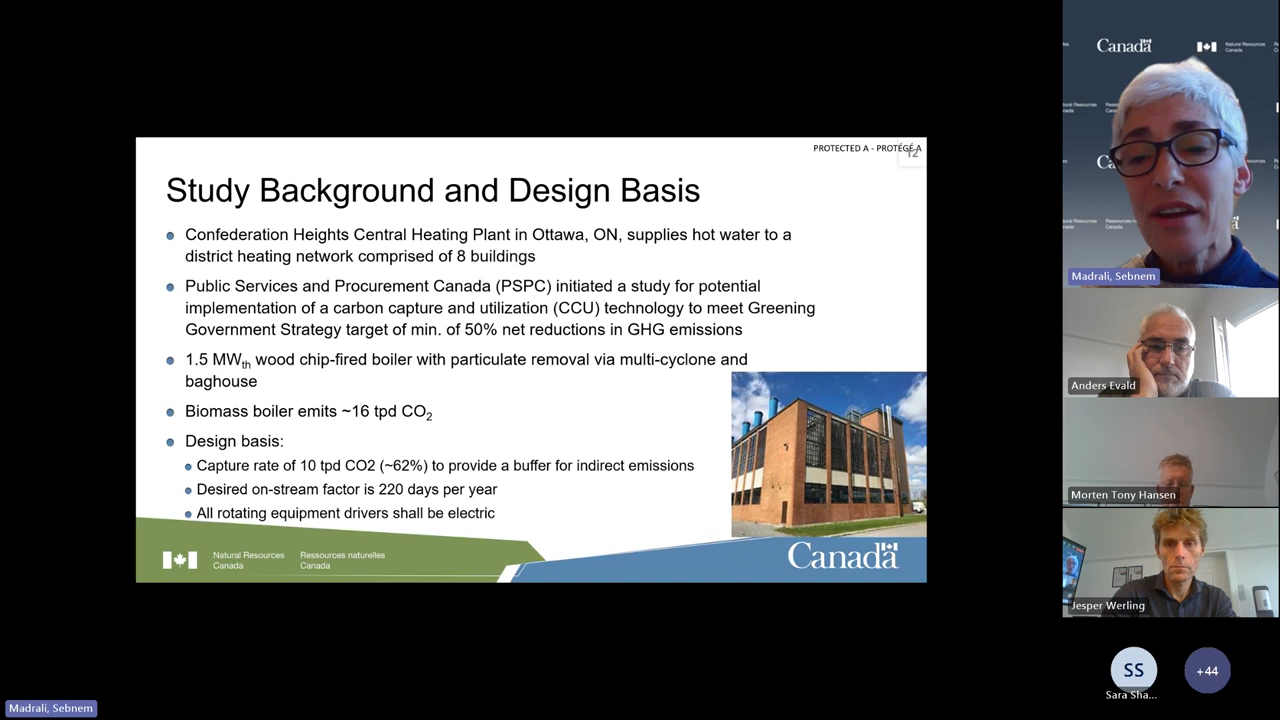 PROTECTED A - PROTÉGÉ A
12
Study Background and Design Basis
Confederation Heights Central Heating Plant in Ottawa, ON, supplies hot water to a
district heating network comprised of 8 buildings
Public Services and Procurement Canada (PSPC) initiated a study for potential
implementation of a carbon capture and utilization (CCU) technology to meet Greening
Government Strategy target of min. of 50% net reductions in GHG emissions
1.5 MWth wood chip-fired boiler with particulate removal via multi-cyclone and
baghouse
Biomass boiler emits ~16 tpd CO2
Design basis:
Capture rate of 10 tpd CO2 (~62%) to provide a buffer for indirect emissions
Desired on-stream factor is 220 days per year
All rotating equipment drivers shall be electric
Natural Resources
Canada
Ressources naturelles
Canada
Canada
Canada
Natural Resources
Canada
Madrali, Sebnem
Anders Evald
Morten Tony Hansen
Jesper Werling
SS
+44
Sara Sha...
Madrali, Sebnem